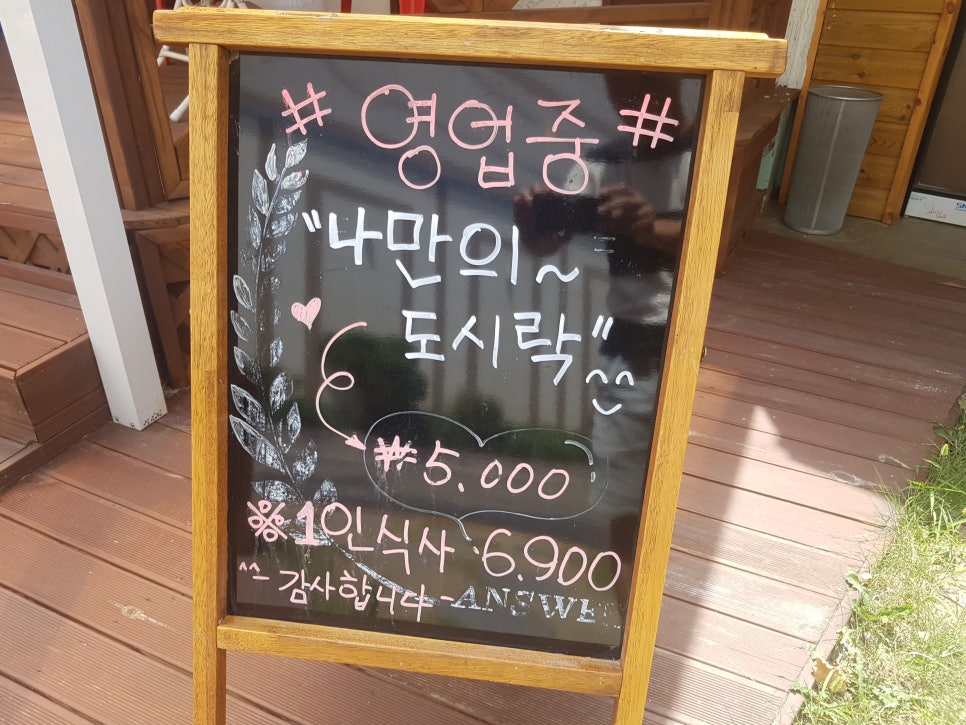 # 영업중 #
"나만의~
도시락"^^
₩5.000
※1인식사 6.900
^^ 감사합니다 -ANSWE